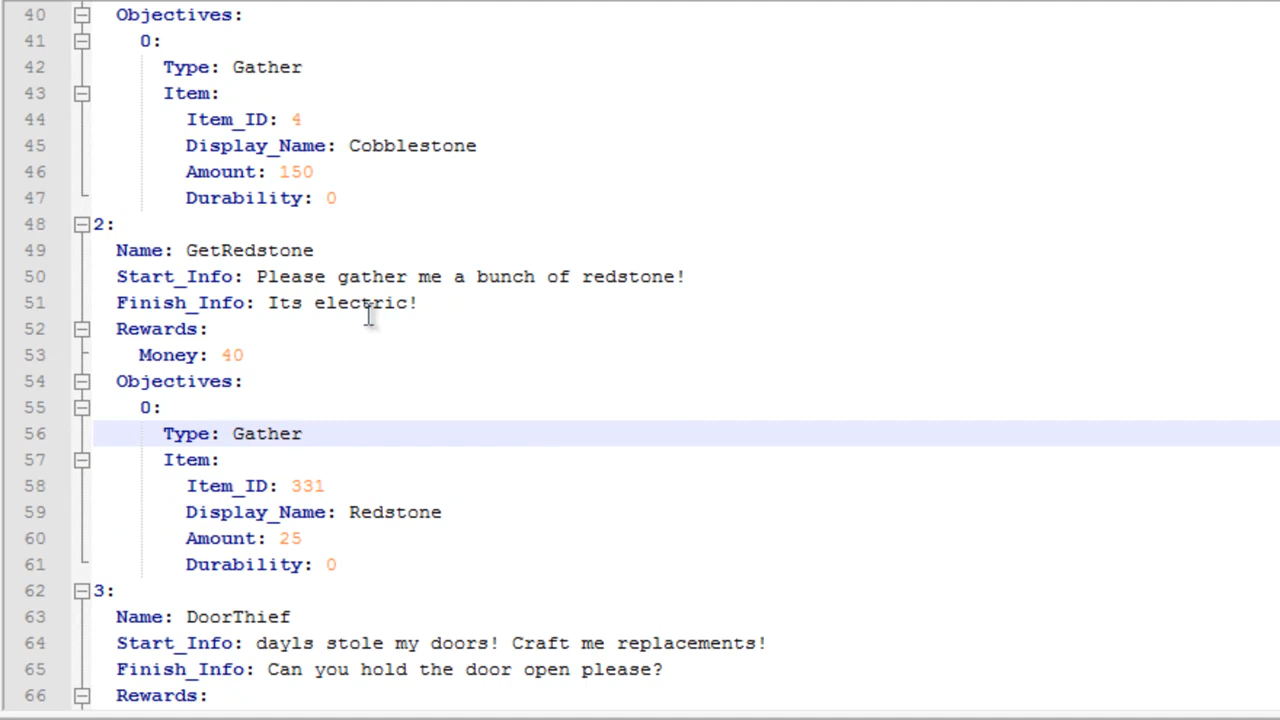 40 Objectives:
41 0:
42 Type: Gather
43 Item:
44 Item_ID: 4
45 Display_Name: Cobblestone
46 Amount: 150
47 Durability: 0
48 2:
49 Name: GetRedstone
50 Start_Info: Please gather me a bunch of redstone!
51 Finish_Info: Its electric!
52 Rewards:
53 Money: 40
54 Objectives:
55 0:
56 Type: Gather
57 Item:
58 Item_ID: 331
59 Display_Name: Redstone
60 Amount: 25
61 Durability: 0
62 3:
63 Name: DoorThief
64 Start_Info: dayls stole my doors! Craft me replacements!
65 Finish_Info: Can you hold the door open please?
66 Rewards: